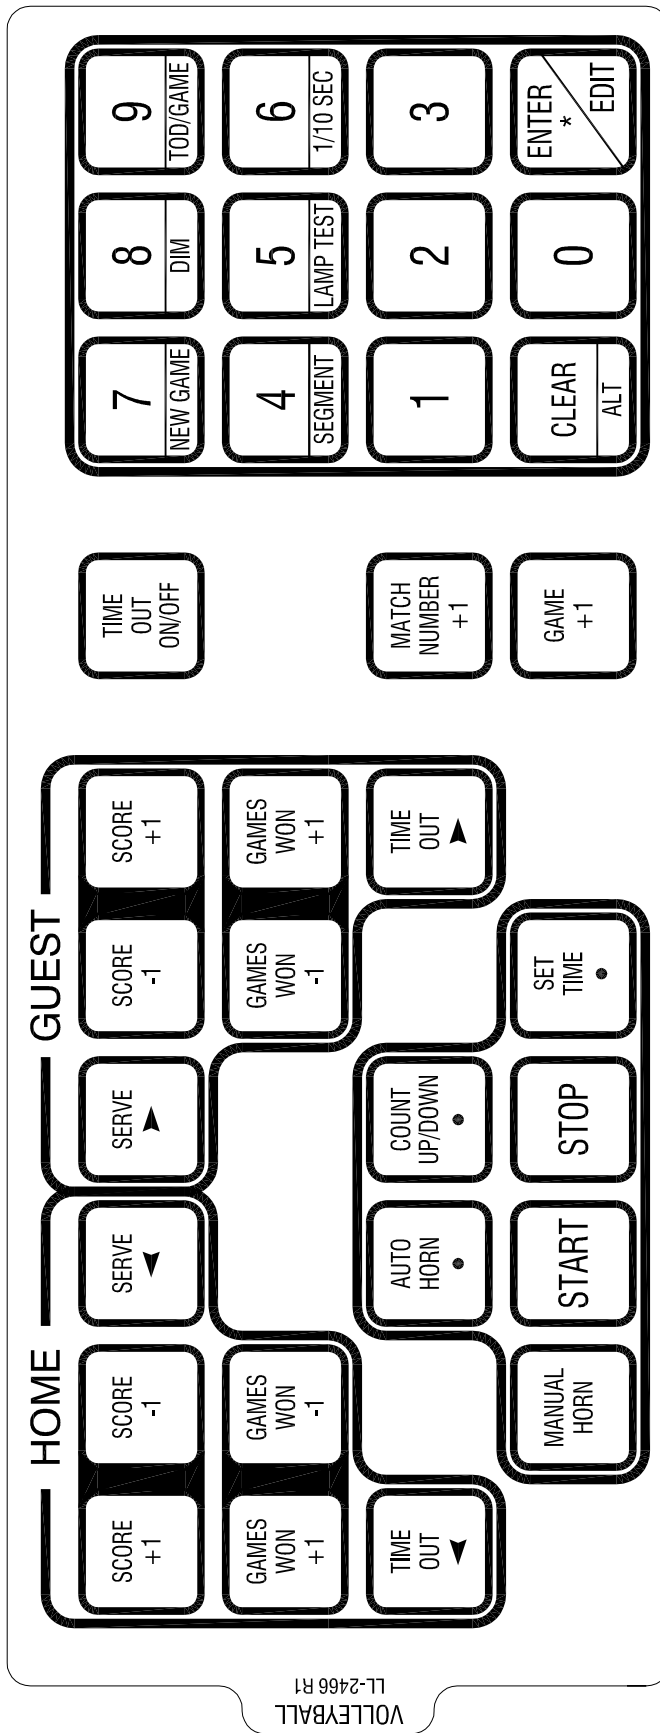 HOME
GUEST
SCORE
+1
SCORE
-1
SERVE
SERVE
SCORE
-1
SCORE
+1
TIME
OUT
ON/OFF
7
NEW GAME
8
DIM
9
TOD/GAME
GAMES
WON
+1
GAMES
WON
-1
GAMES
WON
-1
GAMES
WON
+1
4
SEGMENT
5
LAMP TEST
6
1/10 SEC
TIME
OUT
AUTO
HORN
COUNT
UP/DOWN
TIME
OUT
MATCH
NUMBER
+1
1
2
3
MANUAL
HORN
START
STOP
SET
TIME
GAME
+1
CLEAR
ALT
0
ENTER
*
EDIT
VOLLEYBALL
LL-2466 R1